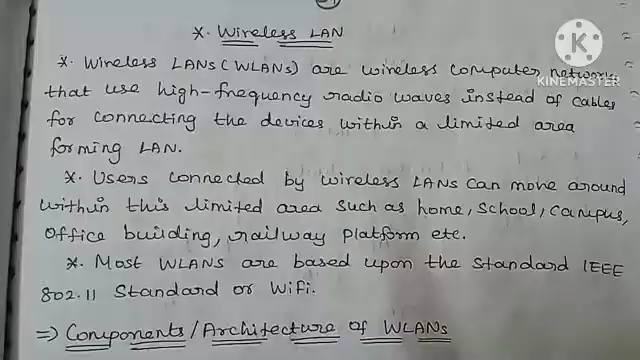 * Wireless LAN
* Wireless LANs (WLANs) are wireless computer networks
that use high-frequency radio waves instead of cables
for connecting the devices within a limited area
forming LAN.
* Users connected by wireless LANs can move around
within this limited area such as home, school, campus,
office building, railway platform etc.
* Most WLANs are based upon the standard IEEE
802.11 standard or WiFi.
⇒ Components/Architecture of WLANs
KINEMASTER